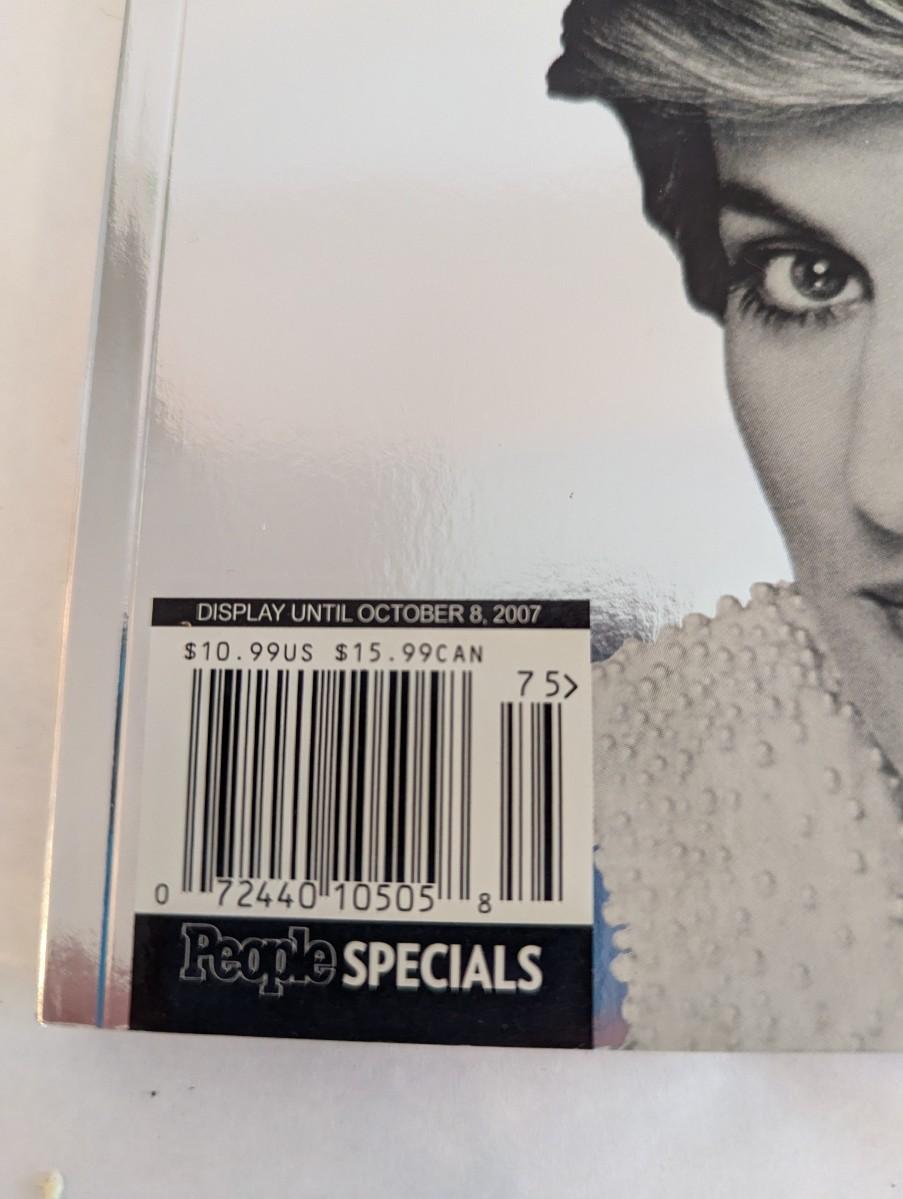 DISPLAY UNTIL OCTOBER 8, 2007
$10.99US $15.99CAN
75>
0 72440 10505 8
People SPECIALS